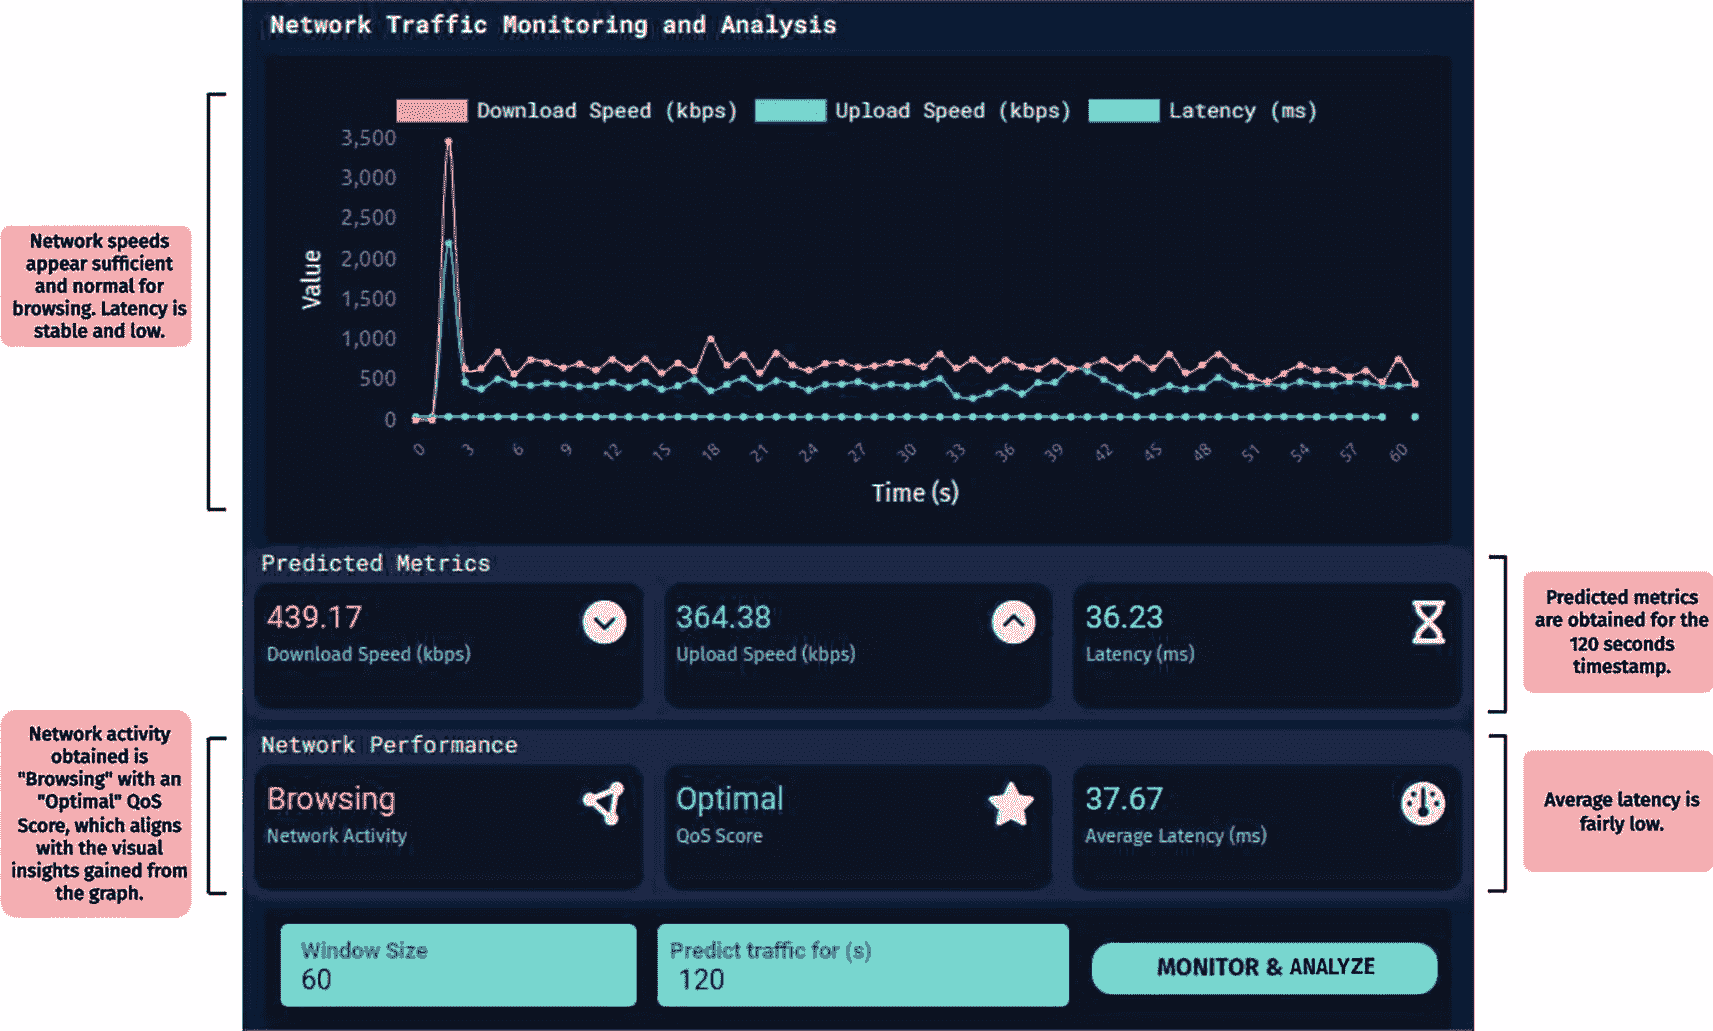 Network Traffic Monitoring and Analysis
Download Speed (kbps) Upload Speed (kbps) Latency (ms)
3,500
3,000
2,500
2,000
1,500
1,000
500
0
Value
0 3 6 9 12 15 18 21 24 27 30 33 36 39 42 45 48 51 54 57 60
Time (s)
Network speeds
appear sufficient
and normal for
browsing. Latency is
stable and low.
Predicted Metrics
439.17
Download Speed (kbps)
364.38
Upload Speed (kbps)
36.23
Latency (ms)
Predicted metrics
are obtained for the
120 seconds
timestamp.
Network activity
obtained is
"Browsing" with an
"Optimal" QoS
Score, which aligns
with the visual
insights gained from
the graph.
Network Performance
Browsing
Network Activity
Optimal
QoS Score
37.67
Average Latency (ms)
Average latency is
fairly low.
Window Size
60
Predict traffic for (s)
120
MONITOR & ANALYZE